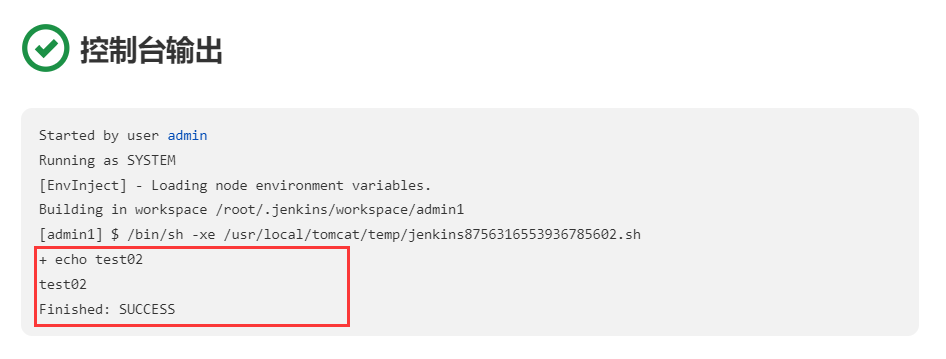 控制台输出
Started by user admin
Running as SYSTEM
[EnvInject] - Loading node environment variables.
Building in workspace /root/.jenkins/workspace/admin1
[admin1] $ /bin/sh -xe /usr/local/tomcat/temp/jenkins8756316553936785602.sh
+ echo test02
test02
Finished: SUCCESS